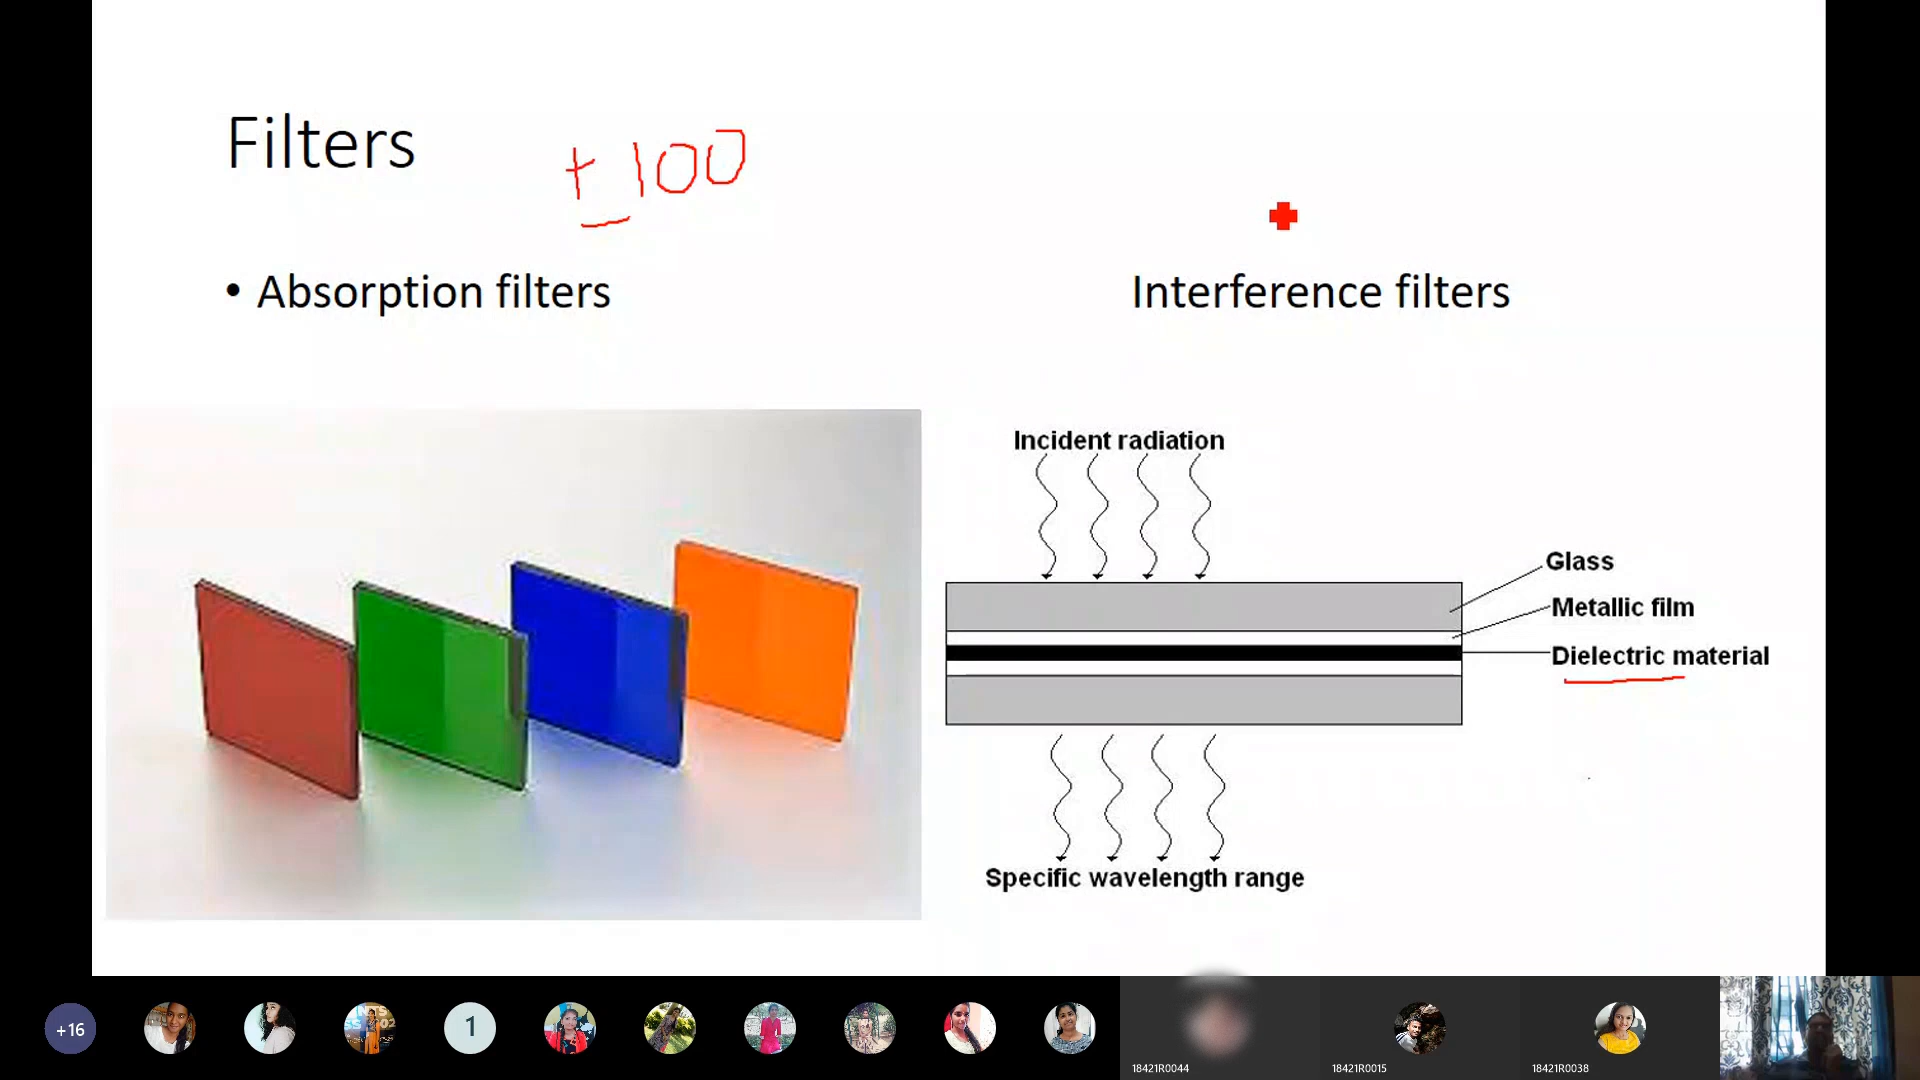 Filters
± 100
• Absorption filters
Interference filters
Incident radiation
Glass
Metallic film
Dielectric material
Specific wavelength range
+16
1
18421R0044
18421R0015
18421R0038